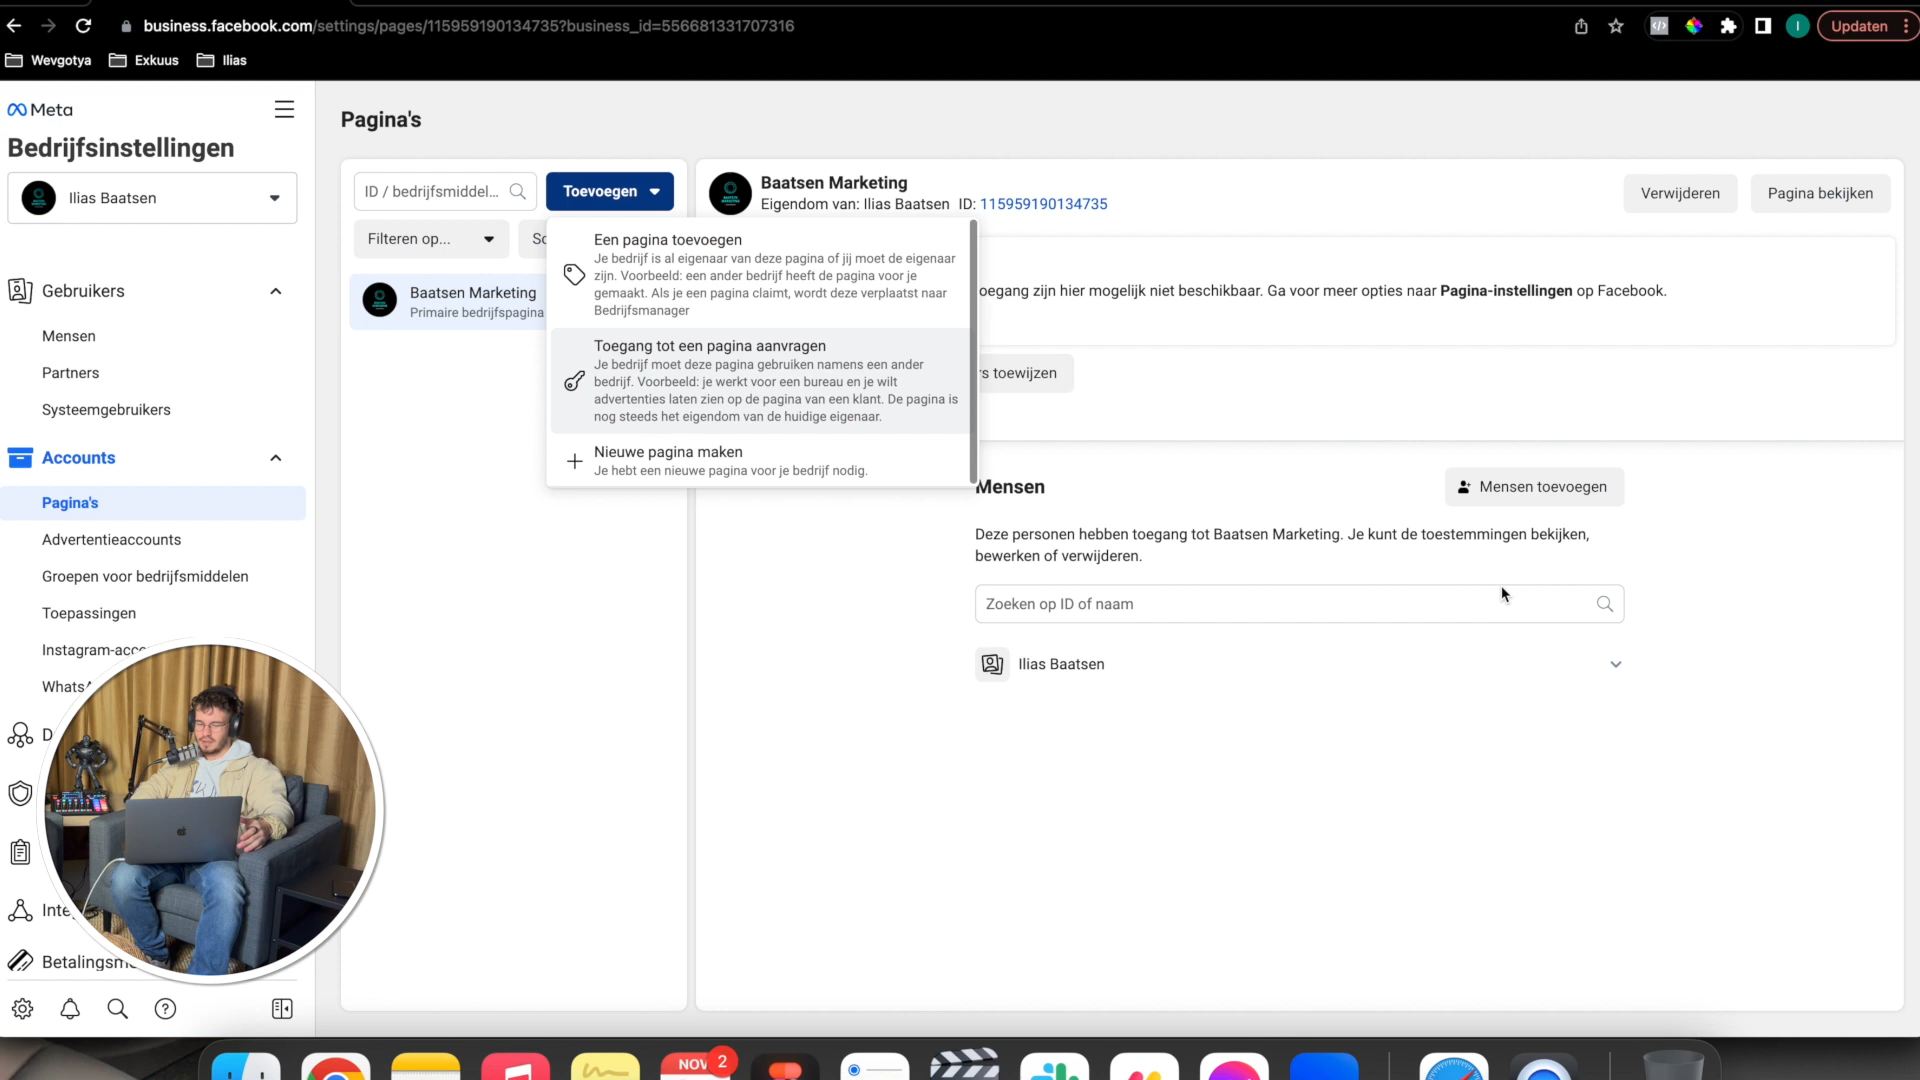 business.facebook.com/settings/pages/115959190134735?business_id=556681331707316
Updaten
I
Wevgotya
Exkuus
Ilias
Meta
Bedrijfsinstellingen
Ilias Baatsen
Gebruikers
Mensen
Partners
Systeemgebruikers
Accounts
Pagina's
Advertentieaccounts
Groepen voor bedrijfsmiddelen
Toepassingen
Instagram-acco
Whats
D
Inte
Betalingsm
Pagina's
ID / bedrijfsmiddel...
Toevoegen
Filteren op...
So
Baatsen Marketing
Primaire bedrijfspagina
Een pagina toevoegen
Je bedrijf is al eigenaar van deze pagina of jij moet de eigenaar
zijn. Voorbeeld: een ander bedrijf heeft de pagina voor je
gemaakt. Als je een pagina claimt, wordt deze verplaatst naar
Bedrijfsmanager
Toegang tot een pagina aanvragen
Je bedrijf moet deze pagina gebruiken namens een ander
bedrijf. Voorbeeld: je werkt voor een bureau en je wilt
advertenties laten zien op de pagina van een klant. De pagina is
nog steeds het eigendom van de huidige eigenaar.
Nieuwe pagina maken
Je hebt een nieuwe pagina voor je bedrijf nodig.
Baatsen Marketing
Eigendom van: Ilias Baatsen ID: 115959190134735
Verwijderen
Pagina bekijken
oegang zijn hier mogelijk niet beschikbaar. Ga voor meer opties naar Pagina-instellingen op Facebook.
rs toewijzen
Mensen
Mensen toevoegen
Deze personen hebben toegang tot Baatsen Marketing. Je kunt de toestemmingen bekijken,
bewerken of verwijderen.
Zoeken op ID of naam
Ilias Baatsen
NOV
2